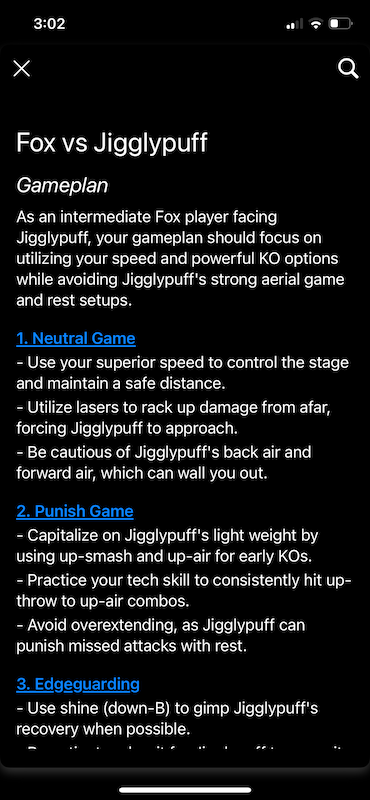 3:02
Fox vs Jigglypuff
Gameplan
As an intermediate Fox player facing
Jigglypuff, your gameplan should focus on
utilizing your speed and powerful KO options
while avoiding Jigglypuff's strong aerial game
and rest setups.
1. Neutral Game
- Use your superior speed to control the stage
and maintain a safe distance.
- Utilize lasers to rack up damage from afar,
forcing Jigglypuff to approach.
- Be cautious of Jigglypuff's back air and
forward air, which can wall you out.
2. Punish Game
- Capitalize on Jigglypuff's light weight by
using up-smash and up-air for early KOs.
- Practice your tech skill to consistently hit up-
throw to up-air combos.
- Avoid overextending, as Jigglypuff can
punish missed attacks with rest.
3. Edgeguarding
- Use shine (down-B) to gimp Jigglypuff's
recovery when possible.